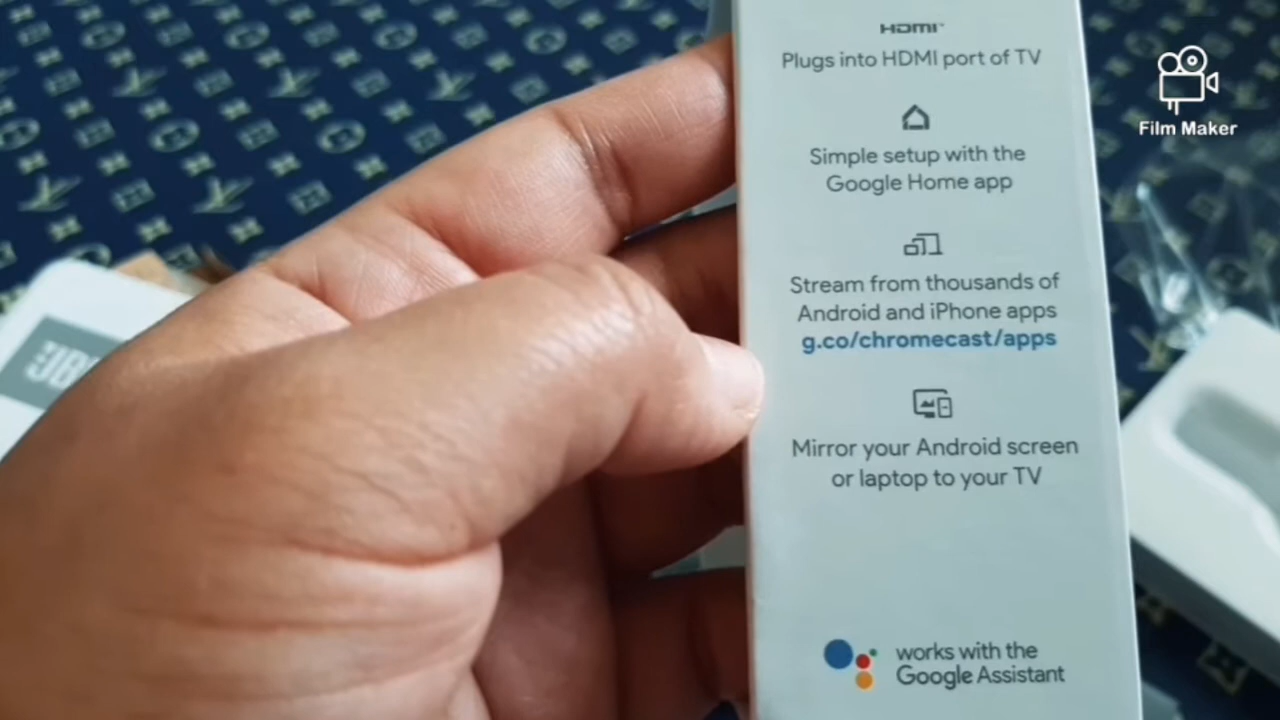 HDMI
Plugs into HDMI port of TV
Film Maker
Simple setup with the
Google Home app
Stream from thousands of
Android and iPhone apps
g.co/chromecast/apps
JBL
Mirror your Android screen
or laptop to your TV
works with the
Google Assistant